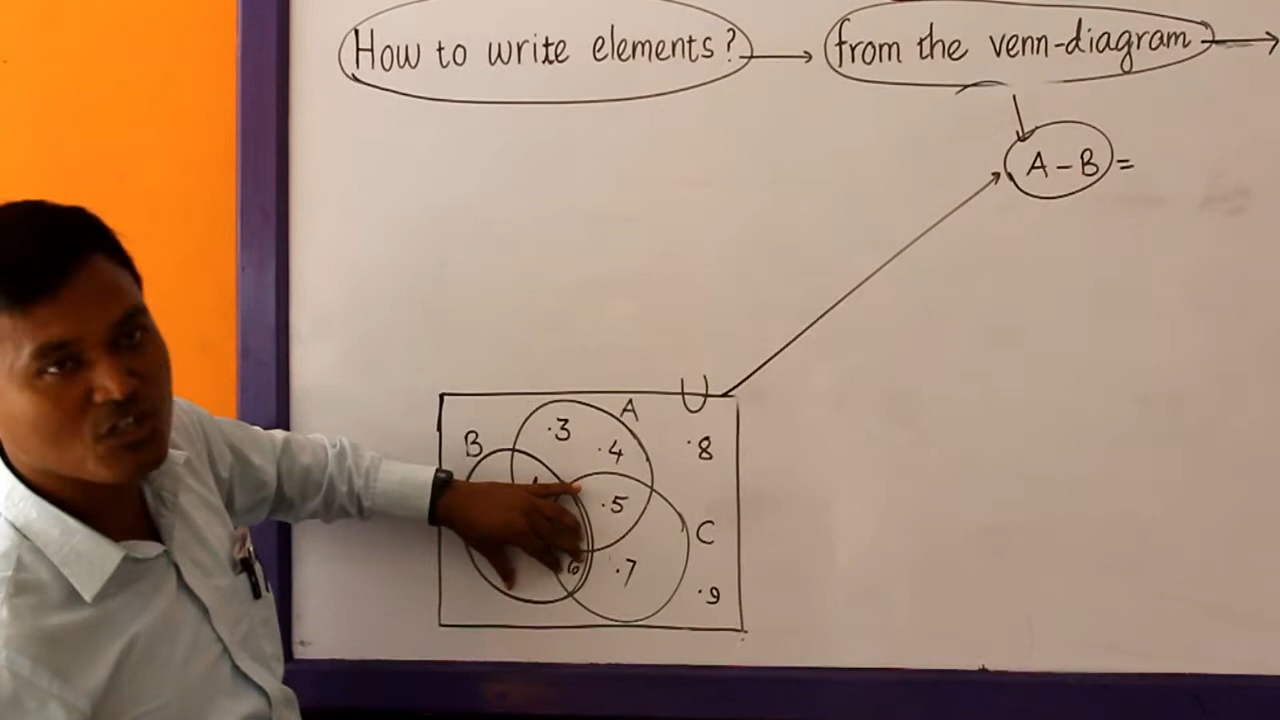 How to write elements? → from the venn-diagram →
A - B =
U
A
B
·3
·4
·8
·5
C
6
·7
·9